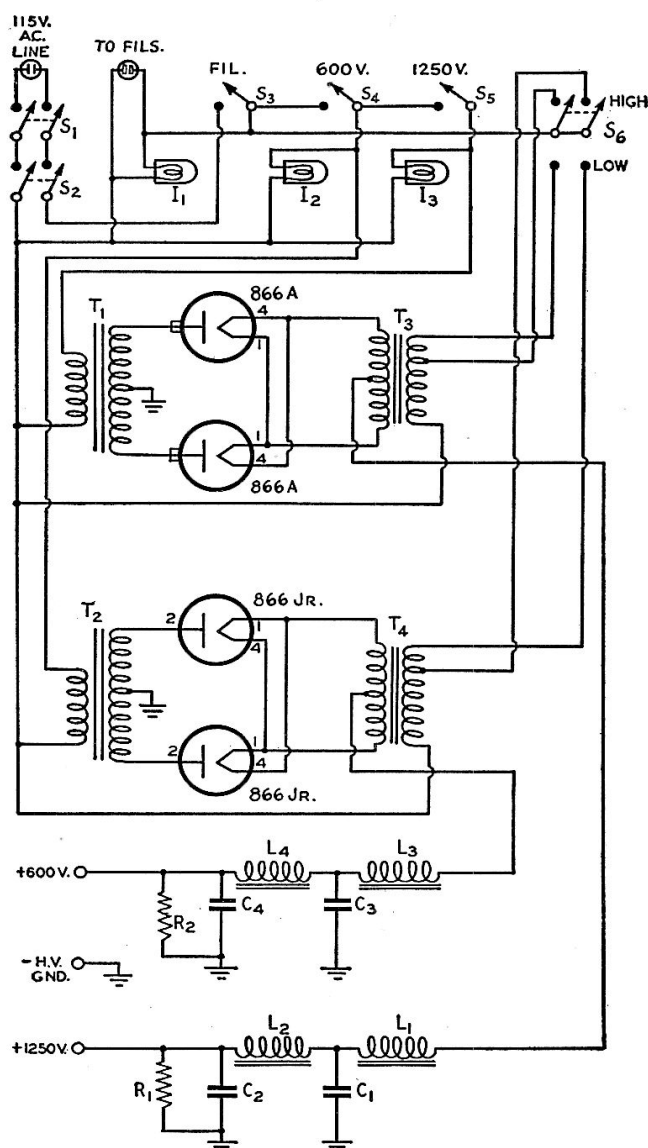 115V.
AC.
LINE
TO FILS.
FIL.
600V.
1250V.
S1
S2
S3
S4
S5
HIGH
S6
LOW
I1
I2
I3
T1
866A
4
1
T3
1
4
866A
T2
2
866 JR.
1
4
T4
2
1
4
866 JR.
L4
L3
+600V.
R2
C4
C3
-H.V.
GND.
L2
L1
+1250V.
R1
C2
C1